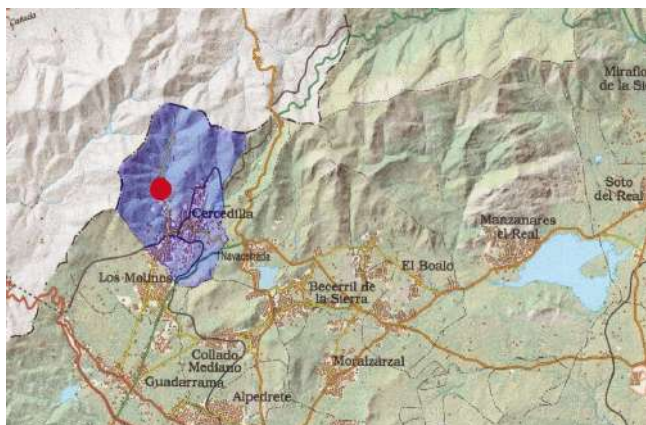 Miraflo
de la Si
Soto
del Real
Cercedilla
Manzanares
el Real
Navacerrada
El Boalo
Los Molinos
Becerril de
la Sierra
Collado
Mediano
Moralzarzal
Guadarrama
Alpedrete